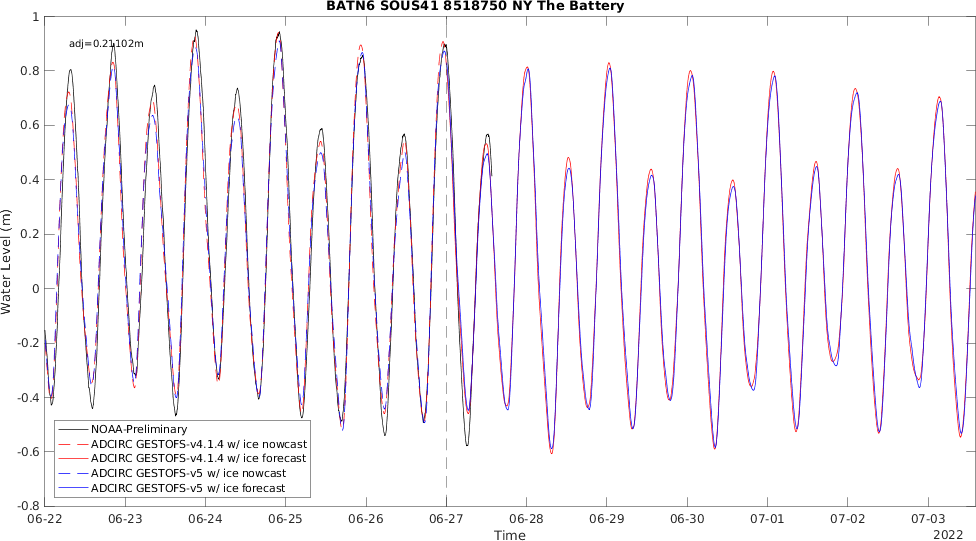 BATN6 SOUS41 8518750 NY The Battery
adj=0.21102m
Water Level (m)
1
0.8
0.6
0.4
0.2
0
-0.2
-0.4
-0.6
-0.8
NOAA-Preliminary
ADCIRC GESTOFS-v4.1.4 w/ ice nowcast
ADCIRC GESTOFS-v4.1.4 w/ ice forecast
ADCIRC GESTOFS-v5 w/ ice nowcast
ADCIRC GESTOFS-v5 w/ ice forecast
06-22 06-23 06-24 06-25 06-26 06-27 06-28 06-29 06-30 07-01 07-02 07-03
Time
2022